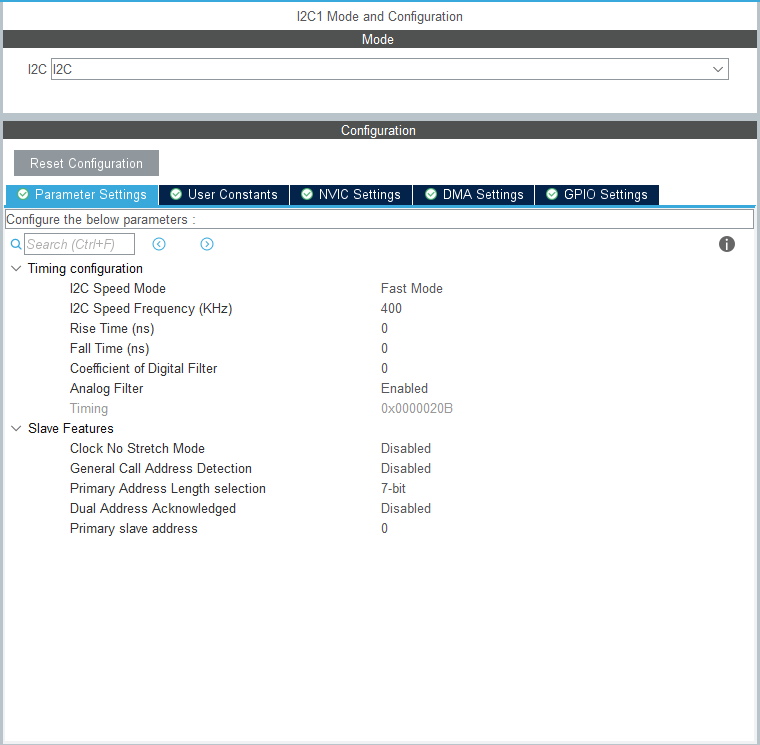 I2C1 Mode and Configuration
Mode
I2C I2C
Configuration
Reset Configuration
Parameter Settings User Constants NVIC Settings DMA Settings GPIO Settings
Configure the below parameters :
Search (Ctrl+F)
Timing configuration
I2C Speed Mode Fast Mode
I2C Speed Frequency (KHz) 400
Rise Time (ns) 0
Fall Time (ns) 0
Coefficient of Digital Filter 0
Analog Filter Enabled
Timing 0x0000020B
Slave Features
Clock No Stretch Mode Disabled
General Call Address Detection Disabled
Primary Address Length selection 7-bit
Dual Address Acknowledged Disabled
Primary slave address 0